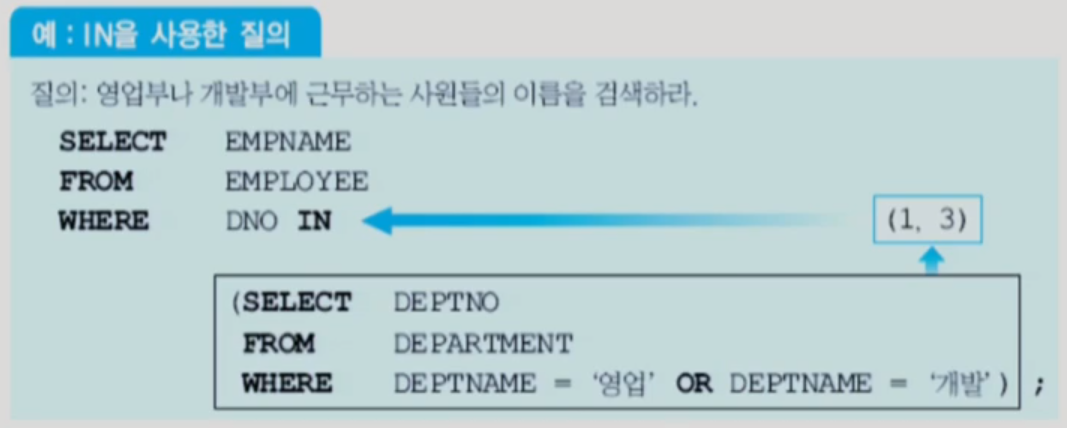 예 : IN을 사용한 질의
질의: 영업부나 개발부에 근무하는 사원들의 이름을 검색하라.
SELECT EMPNAME
FROM EMPLOYEE
WHERE DNO IN
(1, 3)
(SELECT DEPTNO
FROM DEPARTMENT
WHERE DEPTNAME = ‘영업’ OR DEPTNAME = ‘개발’) ;